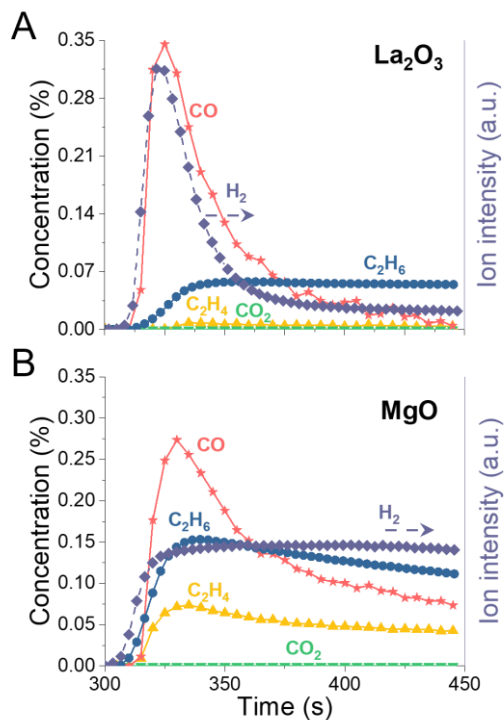 A
La₂O₃
0.35
0.28
0.21
0.14
0.07
0.00
Concentration (%)
Ion intensity (a.u.)
CO
H₂
C₂H₆
C₂H₄
CO₂
B
MgO
0.35
0.30
0.25
0.20
0.15
0.10
0.05
0.00
Concentration (%)
Ion intensity (a.u.)
CO
H₂
C₂H₆
C₂H₄
CO₂
300
350
400
450
Time (s)